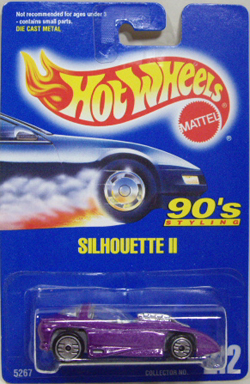 Not recommended for ages under 3
- contains small parts.
DIE CAST METAL
HOT WHEELS
MATTEL
90's
STYLING
SILHOUETTE II
5267
COLLECTION NO.